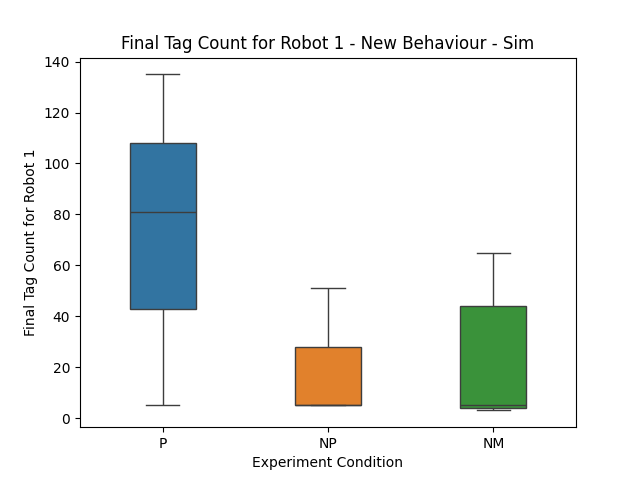 Final Tag Count for Robot 1 - New Behaviour - Sim
Final Tag Count for Robot 1
140
120
100
80
60
40
20
0
P
NP
NM
Experiment Condition